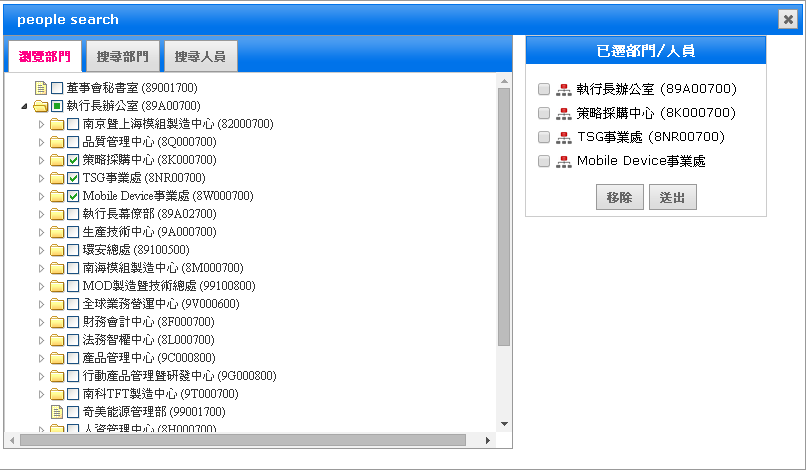 people search
瀏覽部門 搜尋部門 搜尋人員
董事會秘書室 (89001700)
執行長辦公室 (89A00700)
南京暨上海模組製造中心 (82000700)
品質管理中心 (8Q000700)
策略採購中心 (8K000700)
TSG事業處 (8NR00700)
Mobile Device事業處 (8W000700)
執行長幕僚部 (89A02700)
生產技術中心 (9A000700)
環安總處 (89100500)
南海模組製造中心 (8M000700)
MOD製造暨技術總處 (99100800)
全球業務營運中心 (9V000600)
財務會計中心 (8F000700)
法務智權中心 (8L000700)
產品管理中心 (9C000800)
行動產品管理暨研發中心 (9G000800)
南科TFT製造中心 (9T000700)
奇美能源管理部 (99001700)
人資管理中心 (8H000700)
已選部門/人員
執行長辦公室 (89A00700)
策略採購中心 (8K000700)
TSG事業處 (8NR00700)
Mobile Device事業處
移除 送出